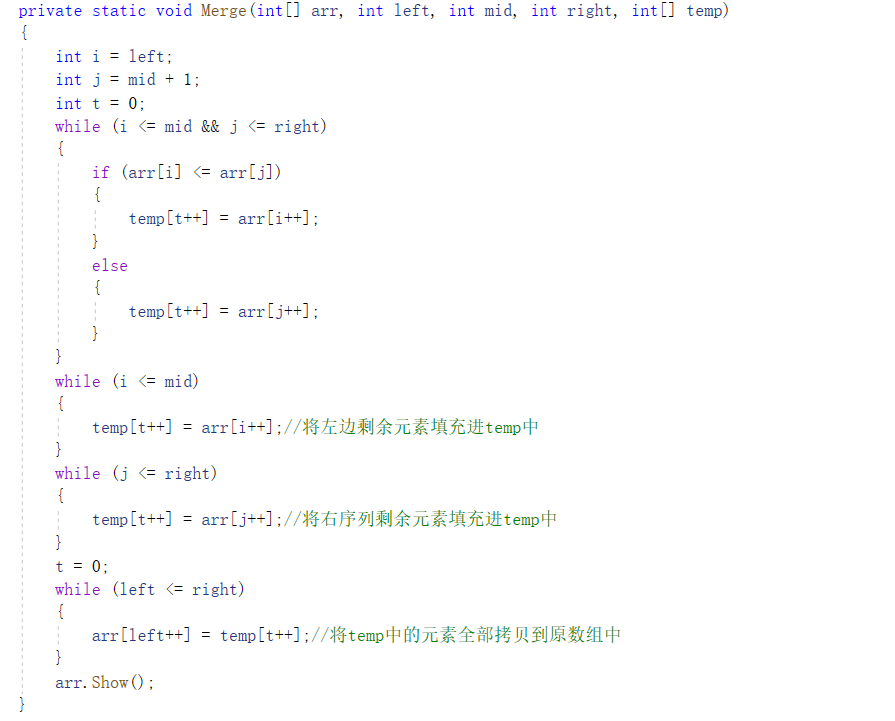 private static void Merge(int[] arr, int left, int mid, int right, int[] temp)
{
    int i = left;
    int j = mid + 1;
    int t = 0;
    while (i <= mid && j <= right)
    {
        if (arr[i] <= arr[j])
        {
            temp[t++] = arr[i++];
        }
        else
        {
            temp[t++] = arr[j++];
        }
    }
    while (i <= mid)
    {
        temp[t++] = arr[i++];//将左边剩余元素填充进temp中
    }
    while (j <= right)
    {
        temp[t++] = arr[j++];//将右序列剩余元素填充进temp中
    }
    t = 0;
    while (left <= right)
    {
        arr[left++] = temp[t++];//将temp中的元素全部拷贝到原数组中
    }
    arr.Show();
}